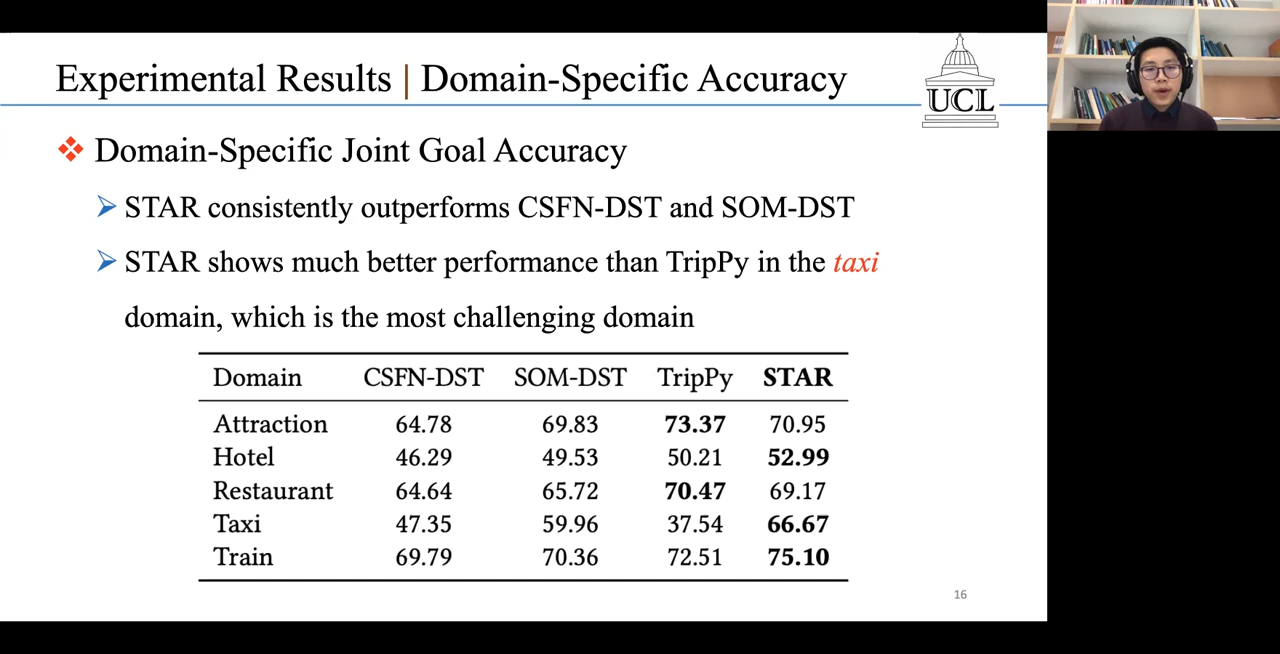 Experimental Results | Domain-Specific Accuracy
UCL
❖ Domain-Specific Joint Goal Accuracy
➢ STAR consistently outperforms CSFN-DST and SOM-DST
➢ STAR shows much better performance than TripPy in the taxi
domain, which is the most challenging domain
Domain CSFN-DST SOM-DST TripPy STAR
Attraction 64.78 69.83 73.37 70.95
Hotel 46.29 49.53 50.21 52.99
Restaurant 64.64 65.72 70.47 69.17
Taxi 47.35 59.96 37.54 66.67
Train 69.79 70.36 72.51 75.10
16